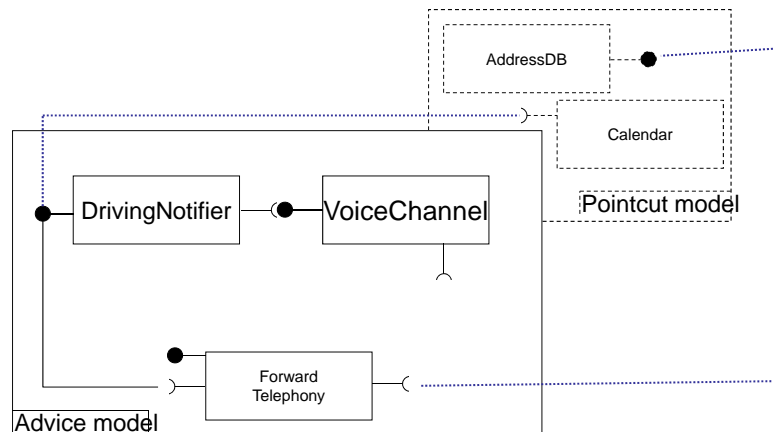 AddressDB
Calendar
Pointcut model
DrivingNotifier
VoiceChannel
Forward
Telephony
Advice model